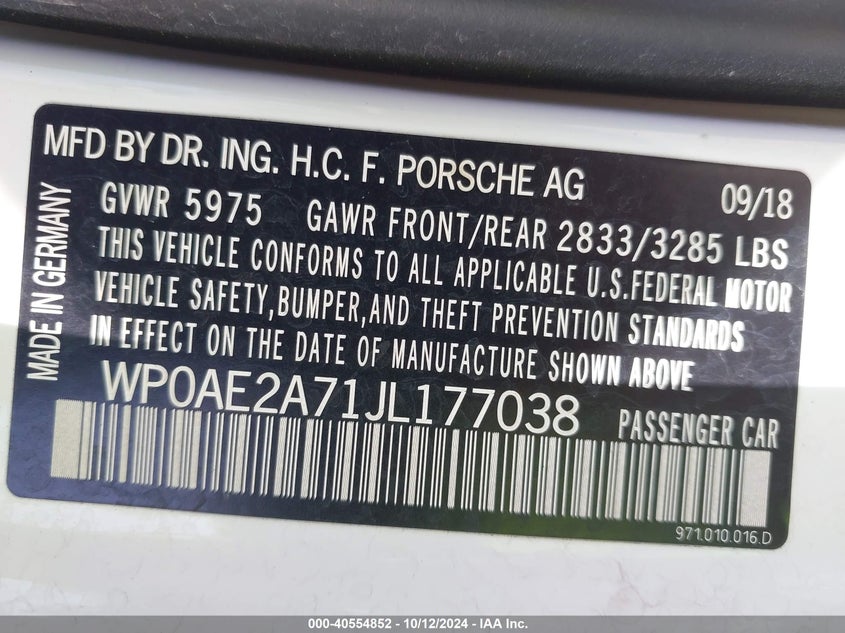 MFD BY DR. ING. H.C. F. PORSCHE AG 09/18
MADE IN GERMANY
GVWR 5975 GAWR FRONT/REAR 2833/3285 LBS
THIS VEHICLE CONFORMS TO ALL APPLICABLE U.S.FEDERAL MOTOR
VEHICLE SAFETY,BUMPER,AND THEFT PREVENTION STANDARDS
IN EFFECT ON THE DATE OF MANUFACTURE SHOWN ABOVE
WP0AE2A71JL177038 PASSENGER CAR
971.010.016.D
000-40554852 - 10/12/2024 - IAA Inc.